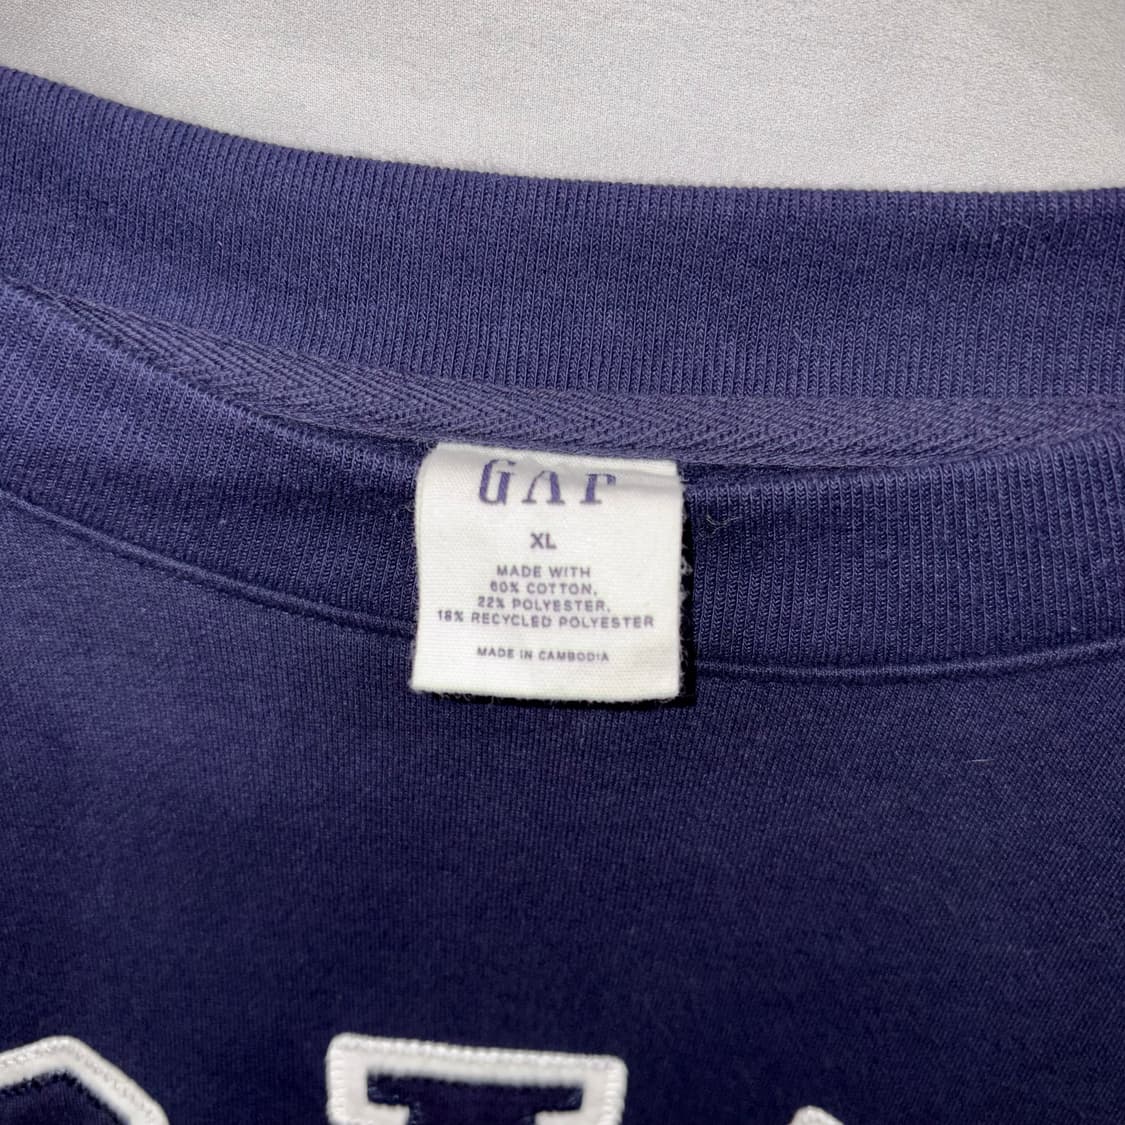 GAP
XL
MADE WITH
60% COTTON,
22% POLYESTER,
18% RECYCLED POLYESTER
MADE IN CAMBODIA